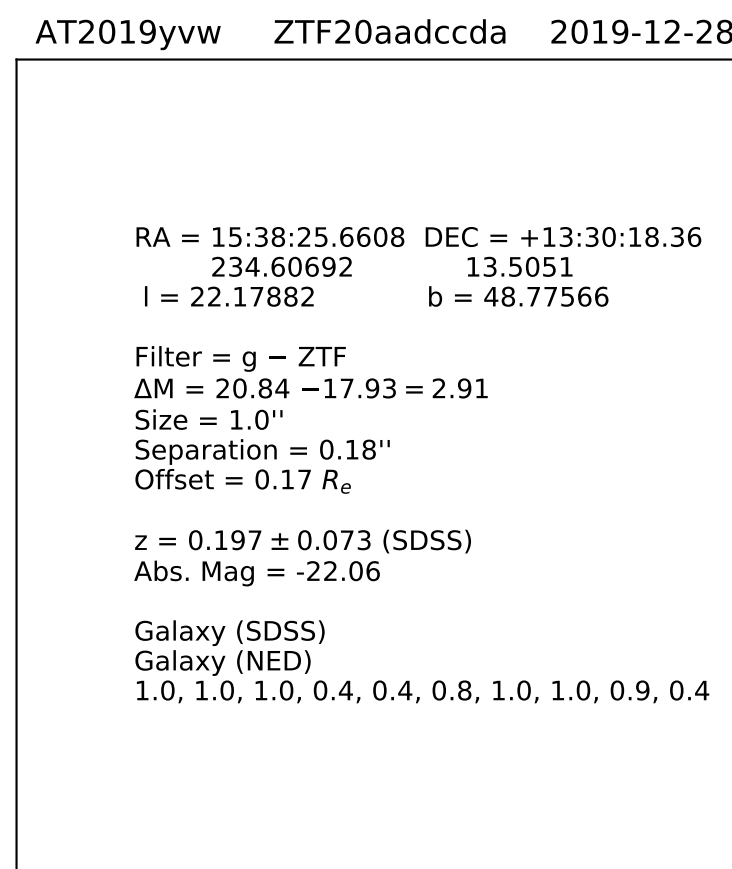 AT2019yvw ZTF20aadccda 2019-12-28
RA = 15:38:25.6608 DEC = +13:30:18.36
234.60692 13.5051
l = 22.17882 b = 48.77566
Filter = g − ZTF
ΔM = 20.84 −17.93 = 2.91
Size = 1.0''
Separation = 0.18''
Offset = 0.17 Re
z = 0.197 ± 0.073 (SDSS)
Abs. Mag = -22.06
Galaxy (SDSS)
Galaxy (NED)
1.0, 1.0, 1.0, 0.4, 0.4, 0.8, 1.0, 1.0, 0.9, 0.4